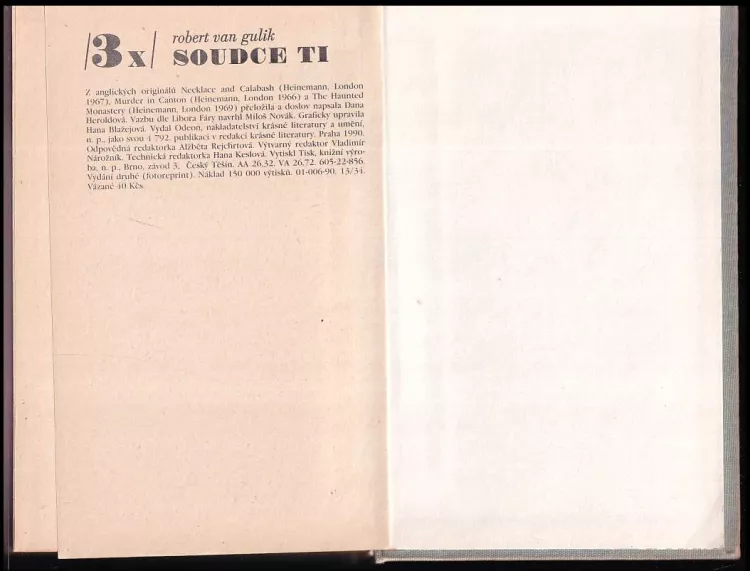 /3x/ robert van gulik
SOUDCE TI
Z anglických originálů Necklace and Calabash (Heinemann, London
1967), Murder in Canton (Heinemann, London 1966) a The Haunted
Monastery (Heinemann, London 1969) přeložila a doslov napsala Dana
Heroldová. Vazbu dle Libora Fáry navrhl Miloš Novák. Graficky upravila
Hana Blažejová. Vydal Odeon, nakladatelství krásné literatury a umění,
n. p., jako svou 4 792. publikaci v redakci krásné literatury. Praha 1990.
Odpovědná redaktorka Alžběta Rejchrtová. Výtvarný redaktor Vladimír
Nárožník. Technická redaktorka Hana Keslová. Vytiskl Tisk, knižní výro-
ba, n. p., Brno, závod 3, Český Těšín. AA 26,32. VA 26,72. 605-22-856.
Vydání druhé (fotoreprint). Náklad 150 000 výtisků. 01-006-90, 13/34.
Vázané 40 Kčs